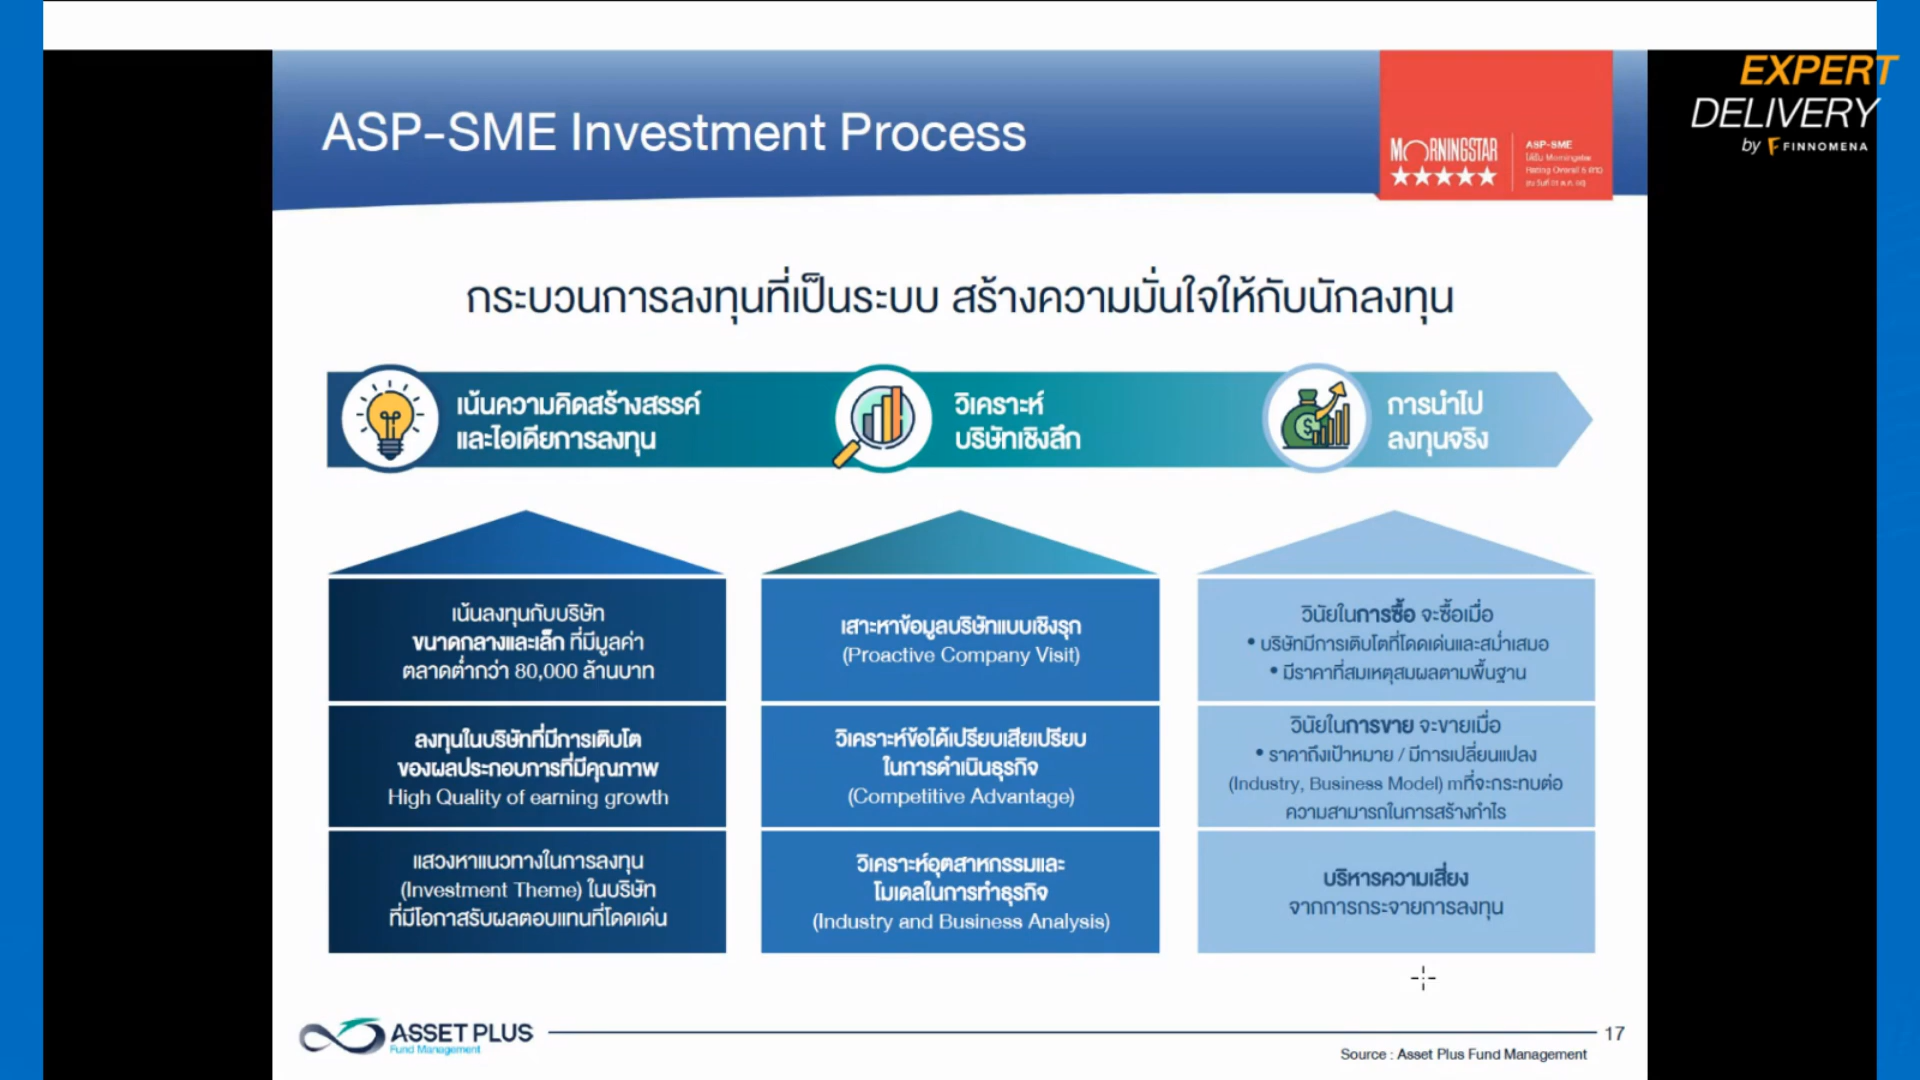 EXPERT
DELIVERY
by FINNOMENA
ASP-SME Investment Process
MORNINGSTAR
ASP-SME
ได้รับ Morningstar
Rating Overall 5 ดาว
กระบวนการลงทุนที่เป็นระบบ สร้างความมั่นใจให้กับนักลงทุน
เน้นความคิดสร้างสรรค์
และไอเดียการลงทุน
วิเคราะห์
บริษัทเชิงลึก
การนำไป
ลงทุนจริง
เน้นลงทุนกับบริษัท
ขนาดกลางและเล็ก ที่มีมูลค่า
ตลาดต่ำกว่า 80,000 ล้านบาท
ลงทุนในบริษัทที่มีการเติบโต
ของผลประกอบการที่มีคุณภาพ
High Quality of earning growth
แสวงหาแนวทางในการลงทุน
(Investment Theme) ในบริษัท
ที่มีโอกาสรับผลตอบแทนที่โดดเด่น
เสาะหาข้อมูลบริษัทแบบเชิงรุก
(Proactive Company Visit)
วิเคราะห์ข้อได้เปรียบเสียเปรียบ
ในการดำเนินธุรกิจ
(Competitive Advantage)
วิเคราะห์อุตสาหกรรมและ
โมเดลในการทำธุรกิจ
(Industry and Business Analysis)
วินัยในการซื้อ จะซื้อเมื่อ
• บริษัทมีการเติบโตที่โดดเด่นและสม่ำเสมอ
• มีราคาที่สมเหตุสมผลตามพื้นฐาน
วินัยในการขาย จะขายเมื่อ
• ราคาถึงเป้าหมาย / มีการเปลี่ยนแปลง
(Industry, Business Model) mที่จะกระทบต่อ
ความสามารถในการสร้างกำไร
บริหารความเสี่ยง
จากการกระจายการลงทุน
ASSET PLUS
Fund Management
17
Source : Asset Plus Fund Management